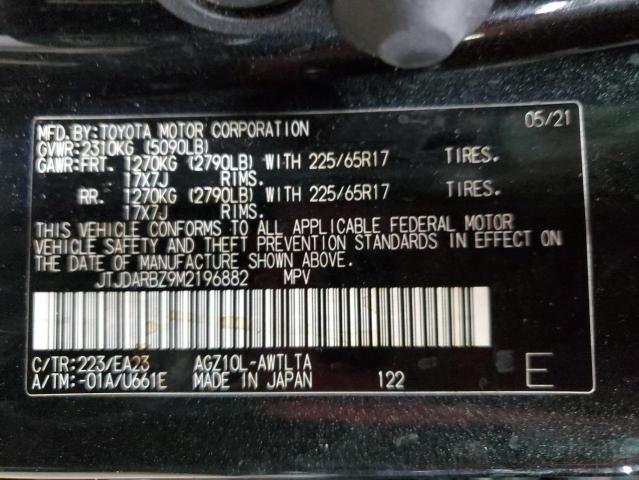 MFD.BY:TOYOTA MOTOR CORPORATION 05/21
GVWR:2310KG (5090LB)
GAWR:FRT. 1270KG (2790LB) WITH 225/65R17 TIRES.
17X7J RIMS.
RR. 1270KG (2790LB) WITH 225/65R17 TIRES.
17X7J RIMS.
THIS VEHICLE CONFORMS TO ALL APPLICABLE FEDERAL MOTOR
VEHICLE SAFETY AND THEFT PREVENTION STANDARDS IN EFFECT ON
THE DATE OF MANUFACTURE SHOWN ABOVE.
JTJDARBZ9M2196882 MPV
C/TR:223/EA23 AGZ10L-AWTLTA
A/TM:-01A/U661E MADE IN JAPAN 122 E